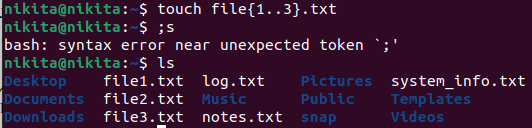 nikita@nikita:~$ touch file{1..3}.txt
nikita@nikita:~$ ;s
bash: syntax error near unexpected token `;'
nikita@nikita:~$ ls
Desktop file1.txt log.txt Pictures system_info.txt
Documents file2.txt Music Public Templates
Downloads file3.txt notes.txt snap Videos